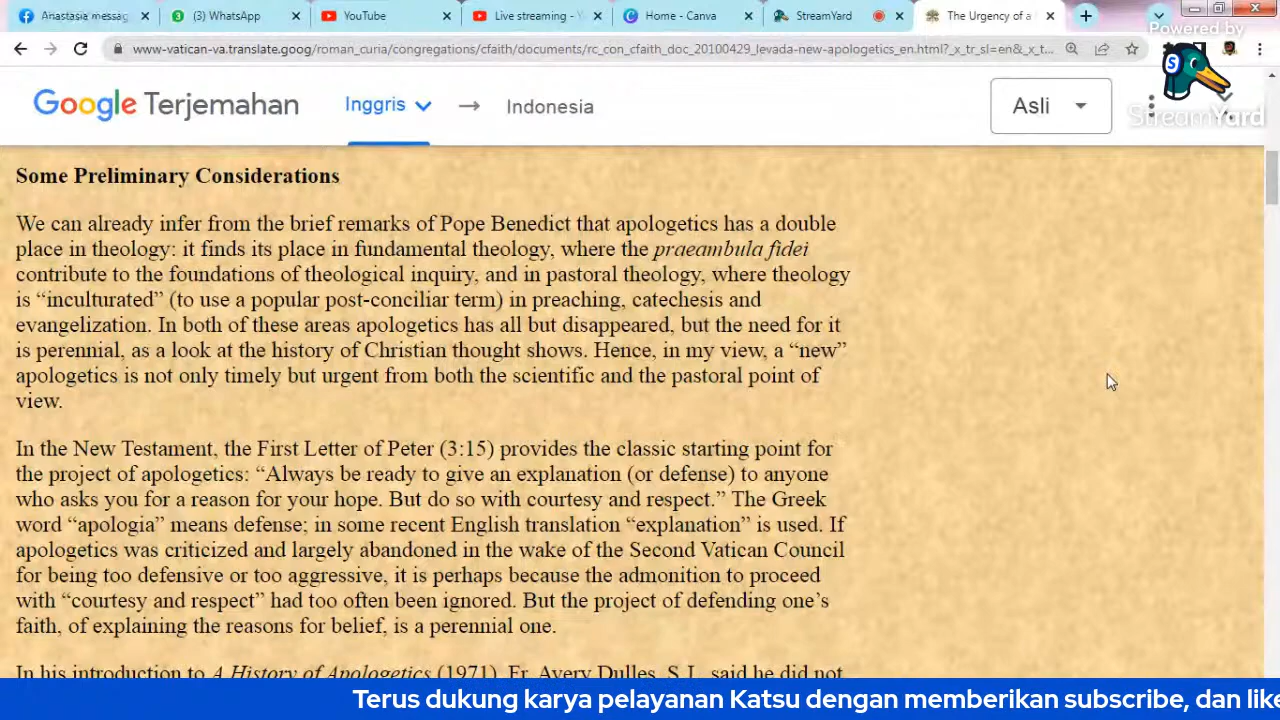 Anastasia messag
(3) WhatsApp
YouTube
Live streaming - Y
Home - Canva
StreamYard
The Urgency of a
www-vatican-va.translate.goog/roman_curia/congregations/cfaith/documents/rc_con_cfaith_doc_20100429_levada-new-apologetics_en.html?_x_tr_sl=en&_x_t...
Powered by
StreamYard
Google Terjemahan
Inggris
Indonesia
Asli
Some Preliminary Considerations
We can already infer from the brief remarks of Pope Benedict that apologetics has a double
place in theology: it finds its place in fundamental theology, where the praeambula fidei
contribute to the foundations of theological inquiry, and in pastoral theology, where theology
is “inculturated” (to use a popular post-conciliar term) in preaching, catechesis and
evangelization. In both of these areas apologetics has all but disappeared, but the need for it
is perennial, as a look at the history of Christian thought shows. Hence, in my view, a “new”
apologetics is not only timely but urgent from both the scientific and the pastoral point of
view.
In the New Testament, the First Letter of Peter (3:15) provides the classic starting point for
the project of apologetics: “Always be ready to give an explanation (or defense) to anyone
who asks you for a reason for your hope. But do so with courtesy and respect.” The Greek
word “apologia” means defense; in some recent English translation “explanation” is used. If
apologetics was criticized and largely abandoned in the wake of the Second Vatican Council
for being too defensive or too aggressive, it is perhaps because the admonition to proceed
with “courtesy and respect” had too often been ignored. But the project of defending one’s
faith, of explaining the reasons for belief, is a perennial one.
In his introduction to A History of Apologetics (1971), Fr. Avery Dulles, S.J., said he did not
Terus dukung karya pelayanan Katsu dengan memberikan subscribe, dan like